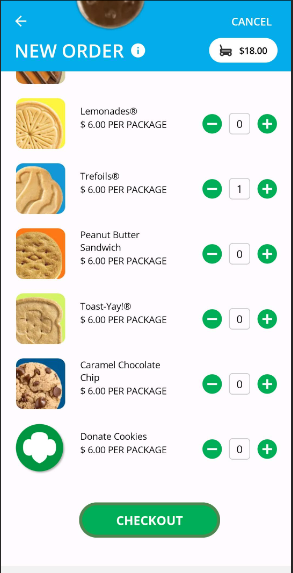 CANCEL
NEW ORDER i $18.00
Lemonades®
$ 6.00 PER PACKAGE
0
Trefoils®
$ 6.00 PER PACKAGE
1
Peanut Butter
Sandwich
$ 6.00 PER PACKAGE
0
Toast-Yay!®
$ 6.00 PER PACKAGE
0
Caramel Chocolate
Chip
$ 6.00 PER PACKAGE
0
Donate Cookies
$ 6.00 PER PACKAGE
0
CHECKOUT